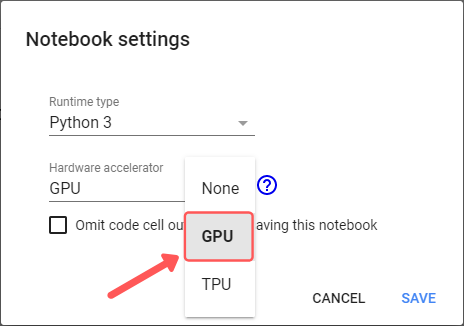 Notebook settings
Runtime type
Python 3
Hardware accelerator
GPU
None
?
Omit code cell ou aving this notebook
GPU
TPU
CANCEL SAVE